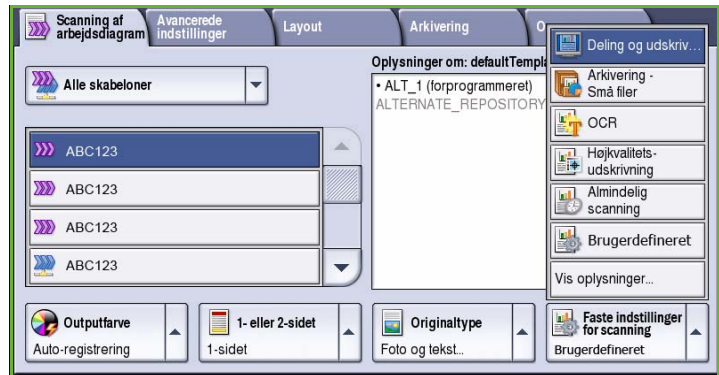 Scanning af
arbejdsdiagram
Avancerede
indstillinger
Layout
Arkivering
O
Alle skabeloner
ABC123
ABC123
ABC123
ABC123
Oplysninger om: defaultTempla
• ALT_1 (forprogrammeret)
ALTERNATE_REPOSITORY
Deling og udskriv...
Arkivering -
Små filer
OCR
Højkvalitets-
udskrivning
Almindelig
scanning
Brugerdefineret
Vis oplysninger...
Outputfarve
Auto-registrering
1- eller 2-sidet
1-sidet
Originaltype
Foto og tekst...
Faste indstillinger
for scanning
Brugerdefineret